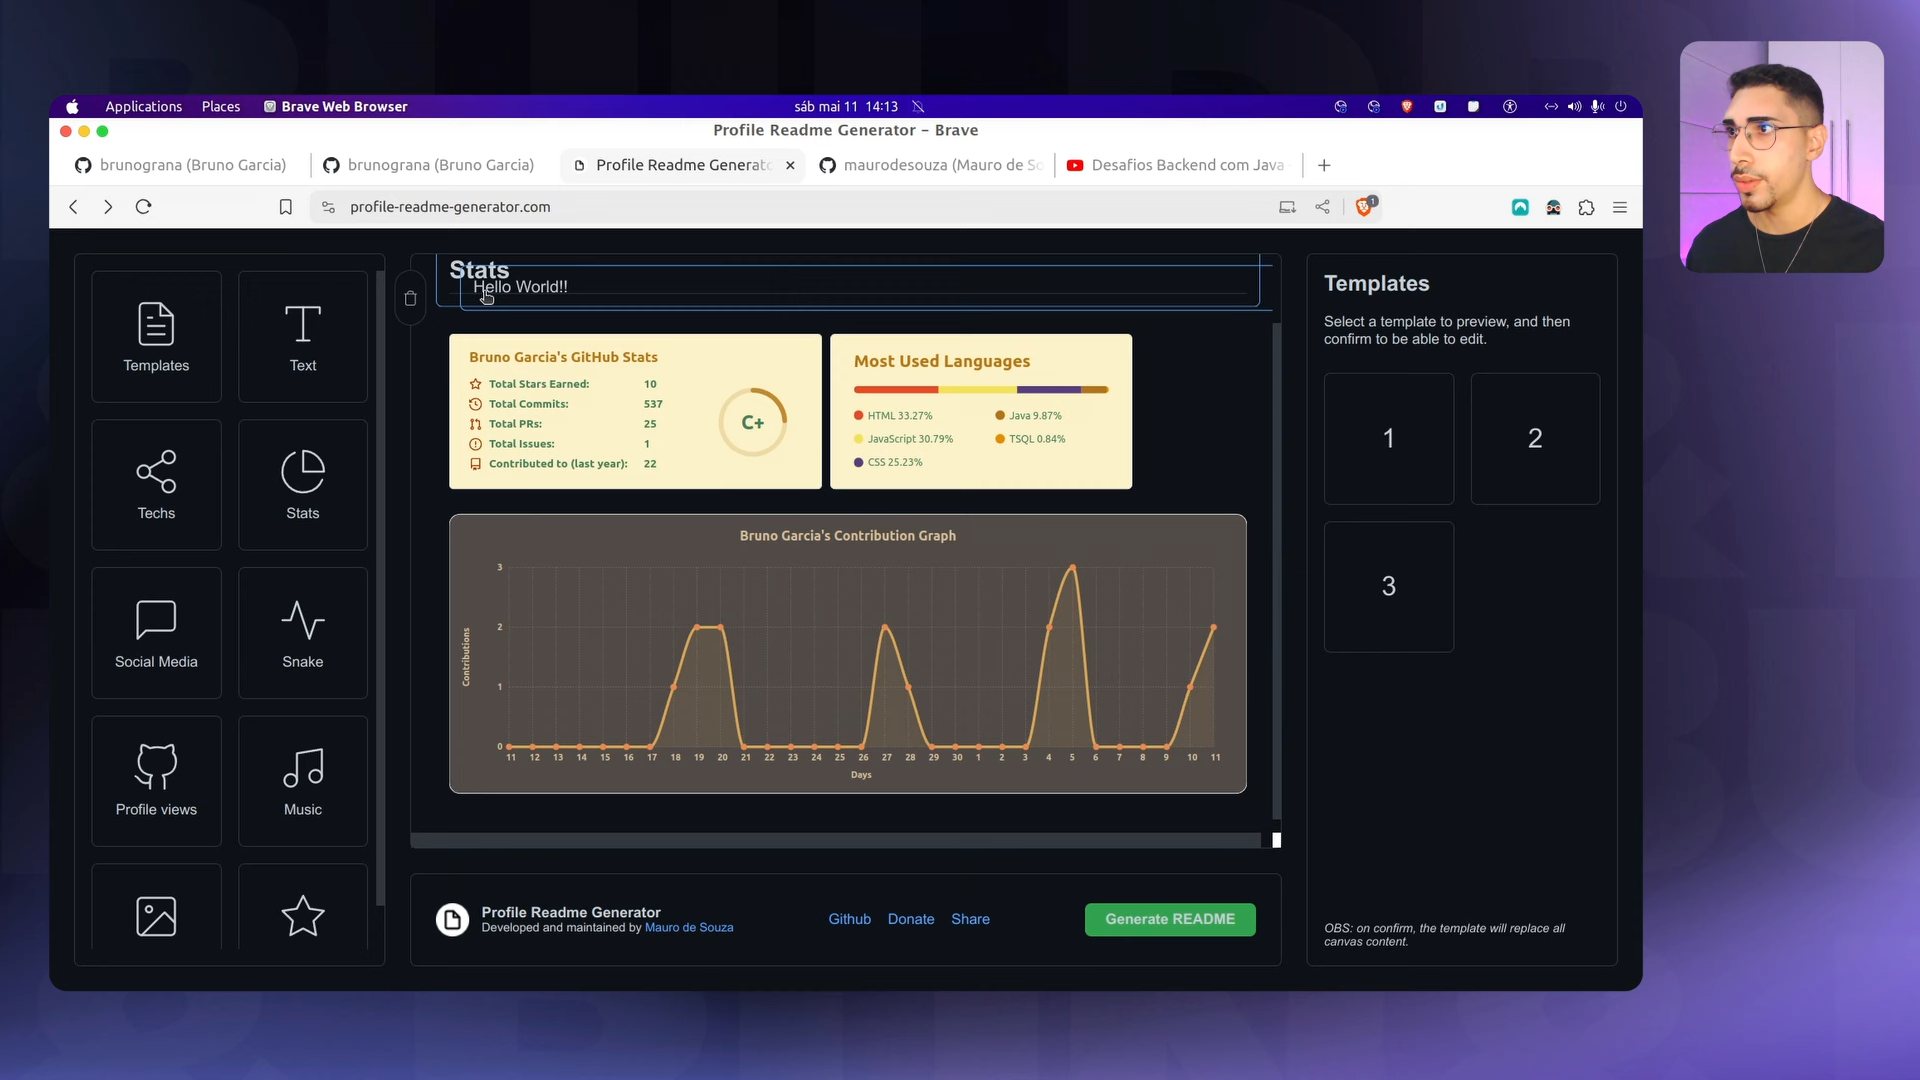 Applications Places Brave Web Browser sáb mai 11 14:13
Profile Readme Generator – Brave
brunograna (Bruno Garcia) brunograna (Bruno Garcia) Profile Readme Generato maurodesouza (Mauro de So Desafios Backend com Java
profile-readme-generator.com 1
Templates
Text
Techs
Stats
Social Media
Snake
Profile views
Music
Stats
Hello World!!
Bruno Garcia's GitHub Stats
Total Stars Earned: 10
Total Commits: 537
Total PRs: 25
Total Issues: 1
Contributed to (last year): 22
C+
Most Used Languages
HTML 33.27% Java 9.87%
JavaScript 30.79% TSQL 0.84%
CSS 25.23%
Bruno Garcia's Contribution Graph
Contributions
3
2
1
0
11 12 13 14 15 16 17 18 19 20 21 22 23 24 25 26 27 28 29 30 1 2 3 4 5 6 7 8 9 10 11
Days
Profile Readme Generator
Developed and maintained by Mauro de Souza
Github Donate Share
Generate README
Templates
Select a template to preview, and then
confirm to be able to edit.
1 2
3
OBS: on confirm, the template will replace all
canvas content.